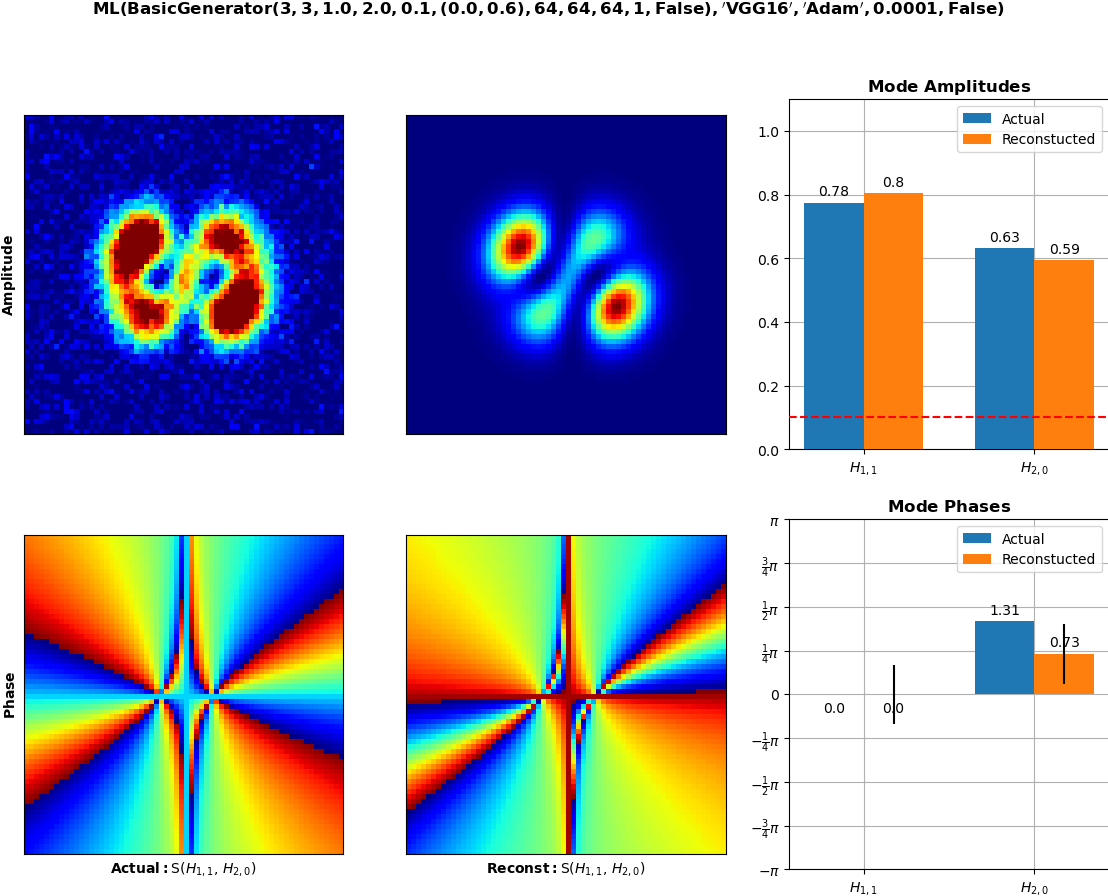 ML(BasicGenerator(3, 3, 1.0, 2.0, 0.1, (0.0, 0.6), 64, 64, 64, 1, False), ′VGG16′, ′Adam′, 0.0001, False)
Amplitude
Mode Amplitudes
Actual
Reconstucted
1.0
0.8
0.6
0.4
0.2
0.0
0.78
0.8
0.63
0.59
H1, 1
H2, 0
Phase
Actual: S(H1, 1, H2, 0)
Reconst: S(H1, 1, H2, 0)
Mode Phases
Actual
Reconstucted
π
3/4π
1/2π
1/4π
0
−1/4π
−1/2π
−3/4π
−π
0.0
0.0
1.31
0.73
H1, 1
H2, 0